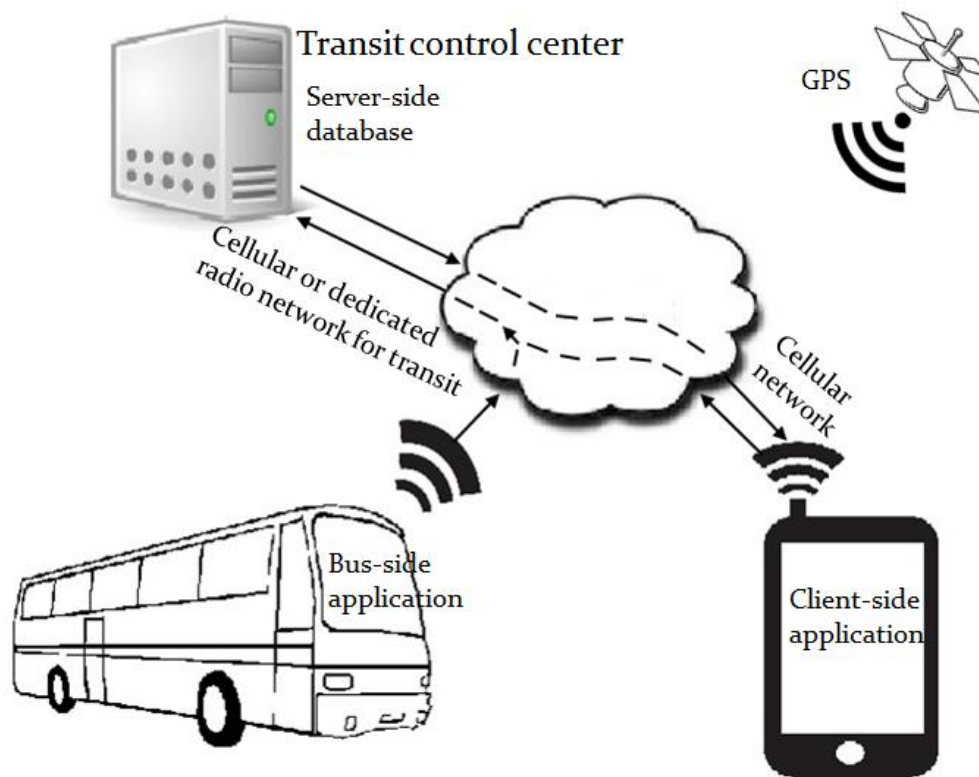 Transit control center
Server-side
database
GPS
Cellular or dedicated
radio network for transit
Cellular
network
Bus-side
application
Client-side
application